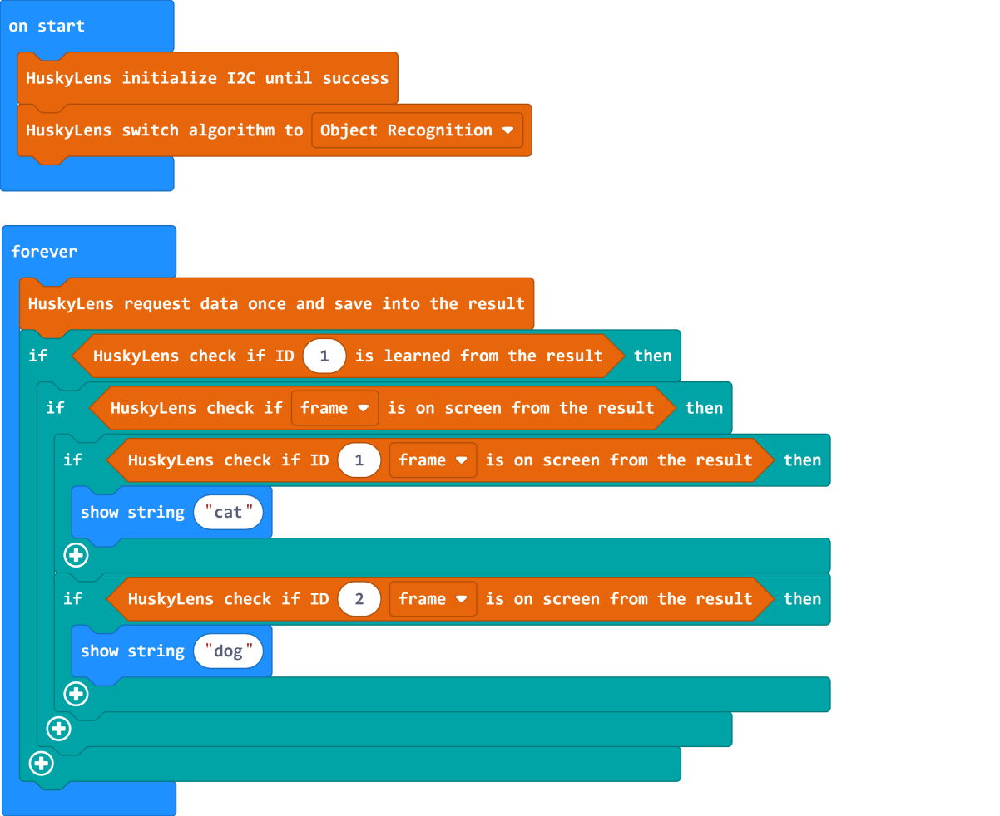 on start
HuskyLens initialize I2C until success
HuskyLens switch algorithm to Object Recognition
forever
HuskyLens request data once and save into the result
if HuskyLens check if ID 1 is learned from the result then
if HuskyLens check if frame is on screen from the result then
if HuskyLens check if ID 1 frame is on screen from the result then
show string "cat"
if HuskyLens check if ID 2 frame is on screen from the result then
show string "dog"